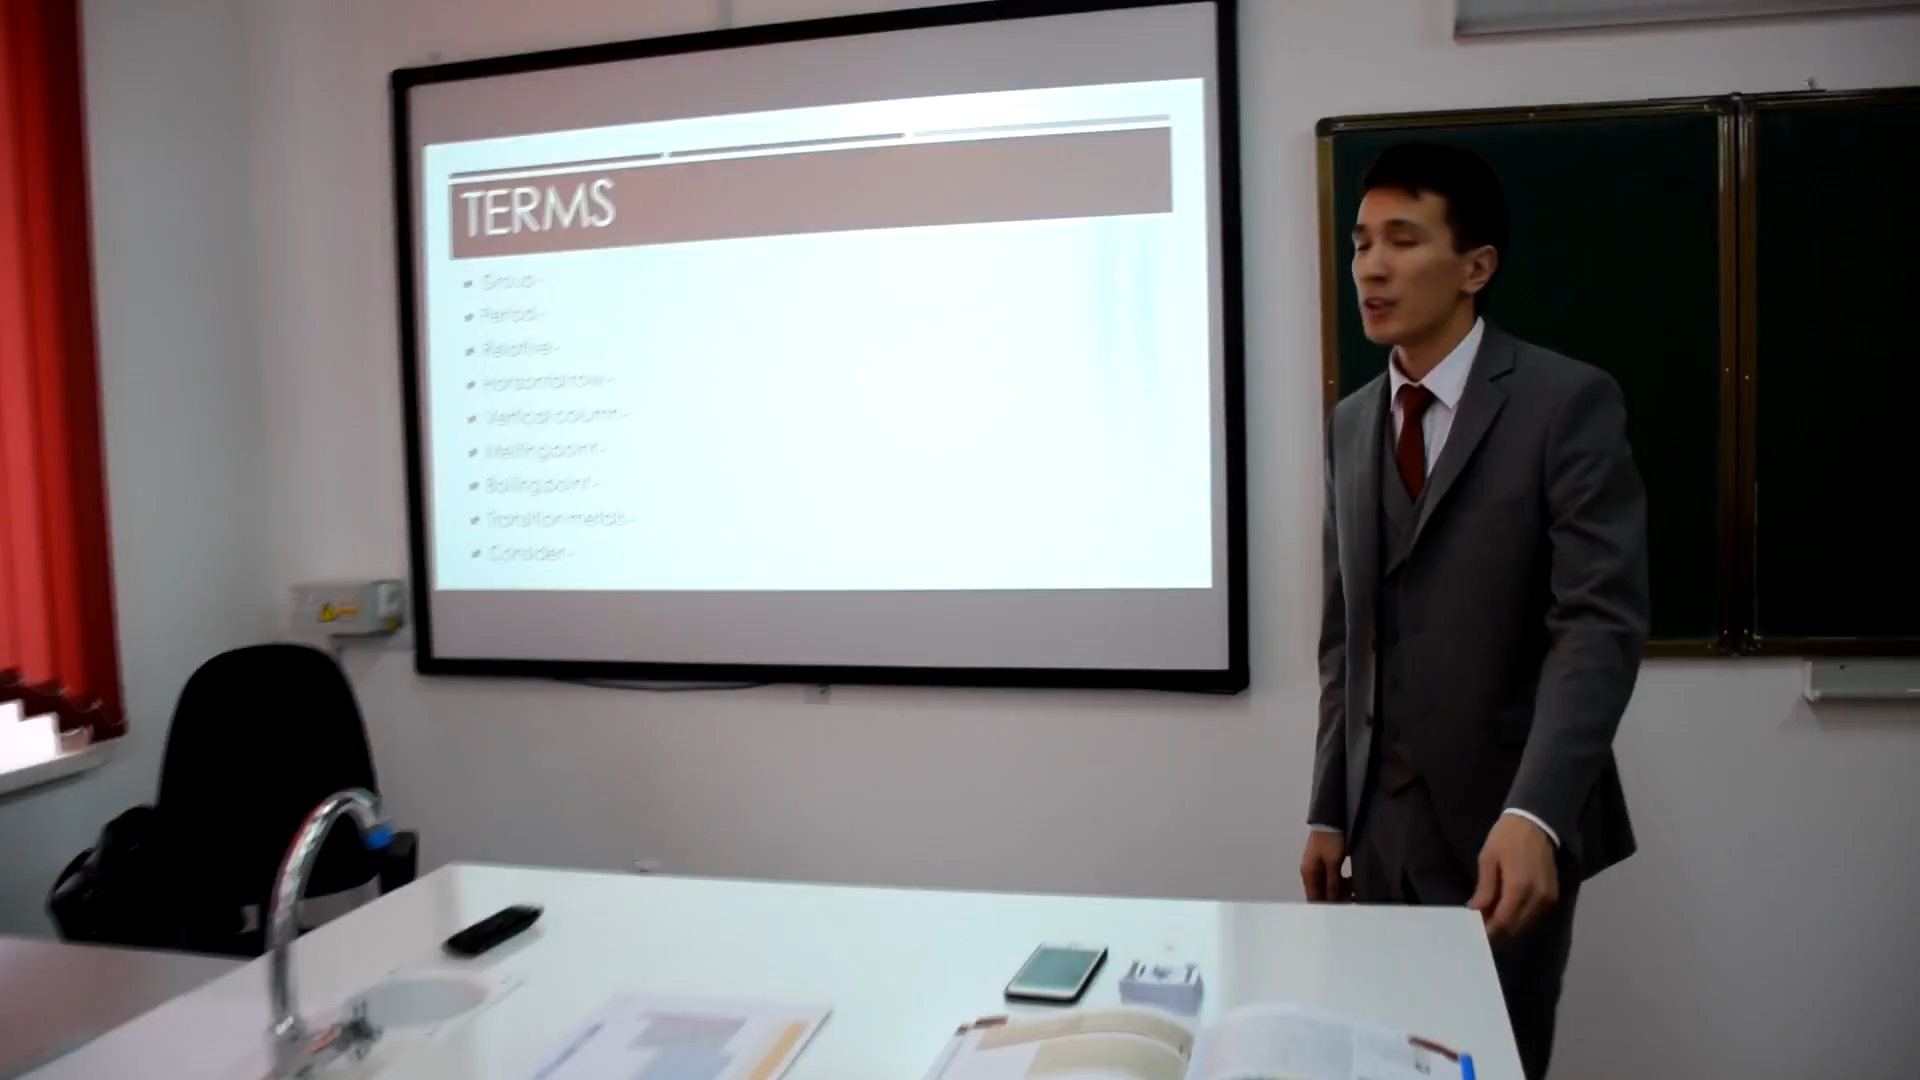 TERMS
Group-
Period-
Relative-
Horizontal row-
Vertical column-
Melting point-
Boiling point-
Transition metals-
Consider-